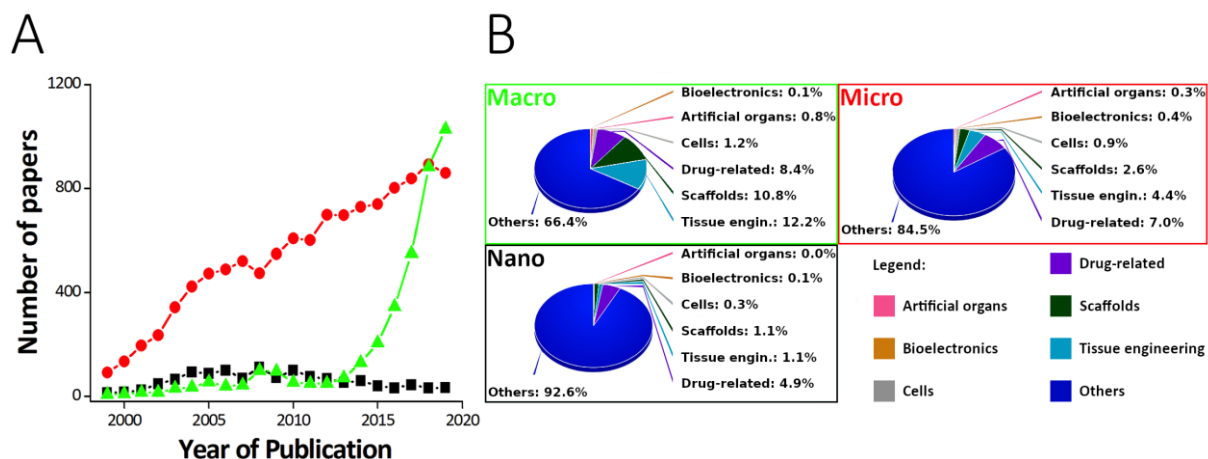 A
B
1200
800
400
0
Number of papers
2000
2005
2010
2015
2020
Year of Publication
Macro
Bioelectronics: 0.1%
Artificial organs: 0.8%
Cells: 1.2%
Drug-related: 8.4%
Scaffolds: 10.8%
Tissue engin.: 12.2%
Others: 66.4%
Micro
Artificial organs: 0.3%
Bioelectronics: 0.4%
Cells: 0.9%
Scaffolds: 2.6%
Tissue engin.: 4.4%
Drug-related: 7.0%
Others: 84.5%
Nano
Artificial organs: 0.0%
Bioelectronics: 0.1%
Cells: 0.3%
Scaffolds: 1.1%
Tissue engin.: 1.1%
Drug-related: 4.9%
Others: 92.6%
Legend:
Artificial organs
Bioelectronics
Cells
Drug-related
Scaffolds
Tissue engineering
Others